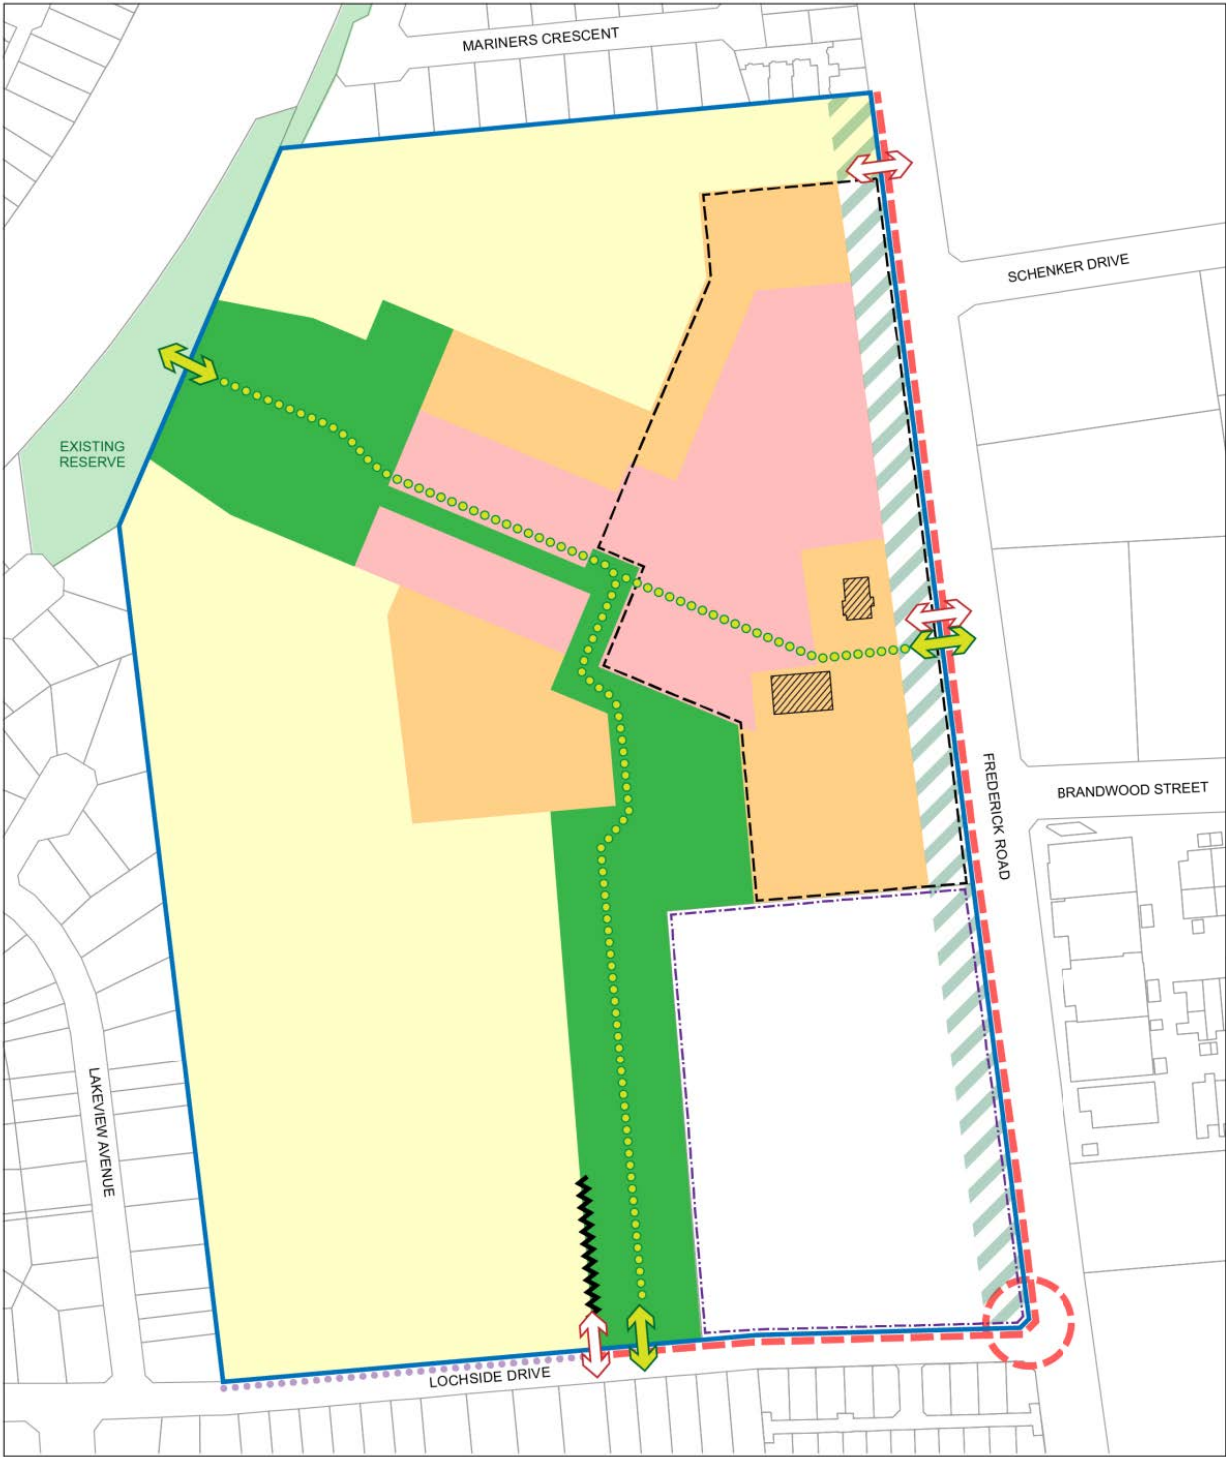 MARINERS CRESCENT
SCHENKER DRIVE
EXISTING
RESERVE
FREDERICK ROAD
BRANDWOOD STREET
LAKEVIEW AVENUE
LOCHSIDE DRIVE